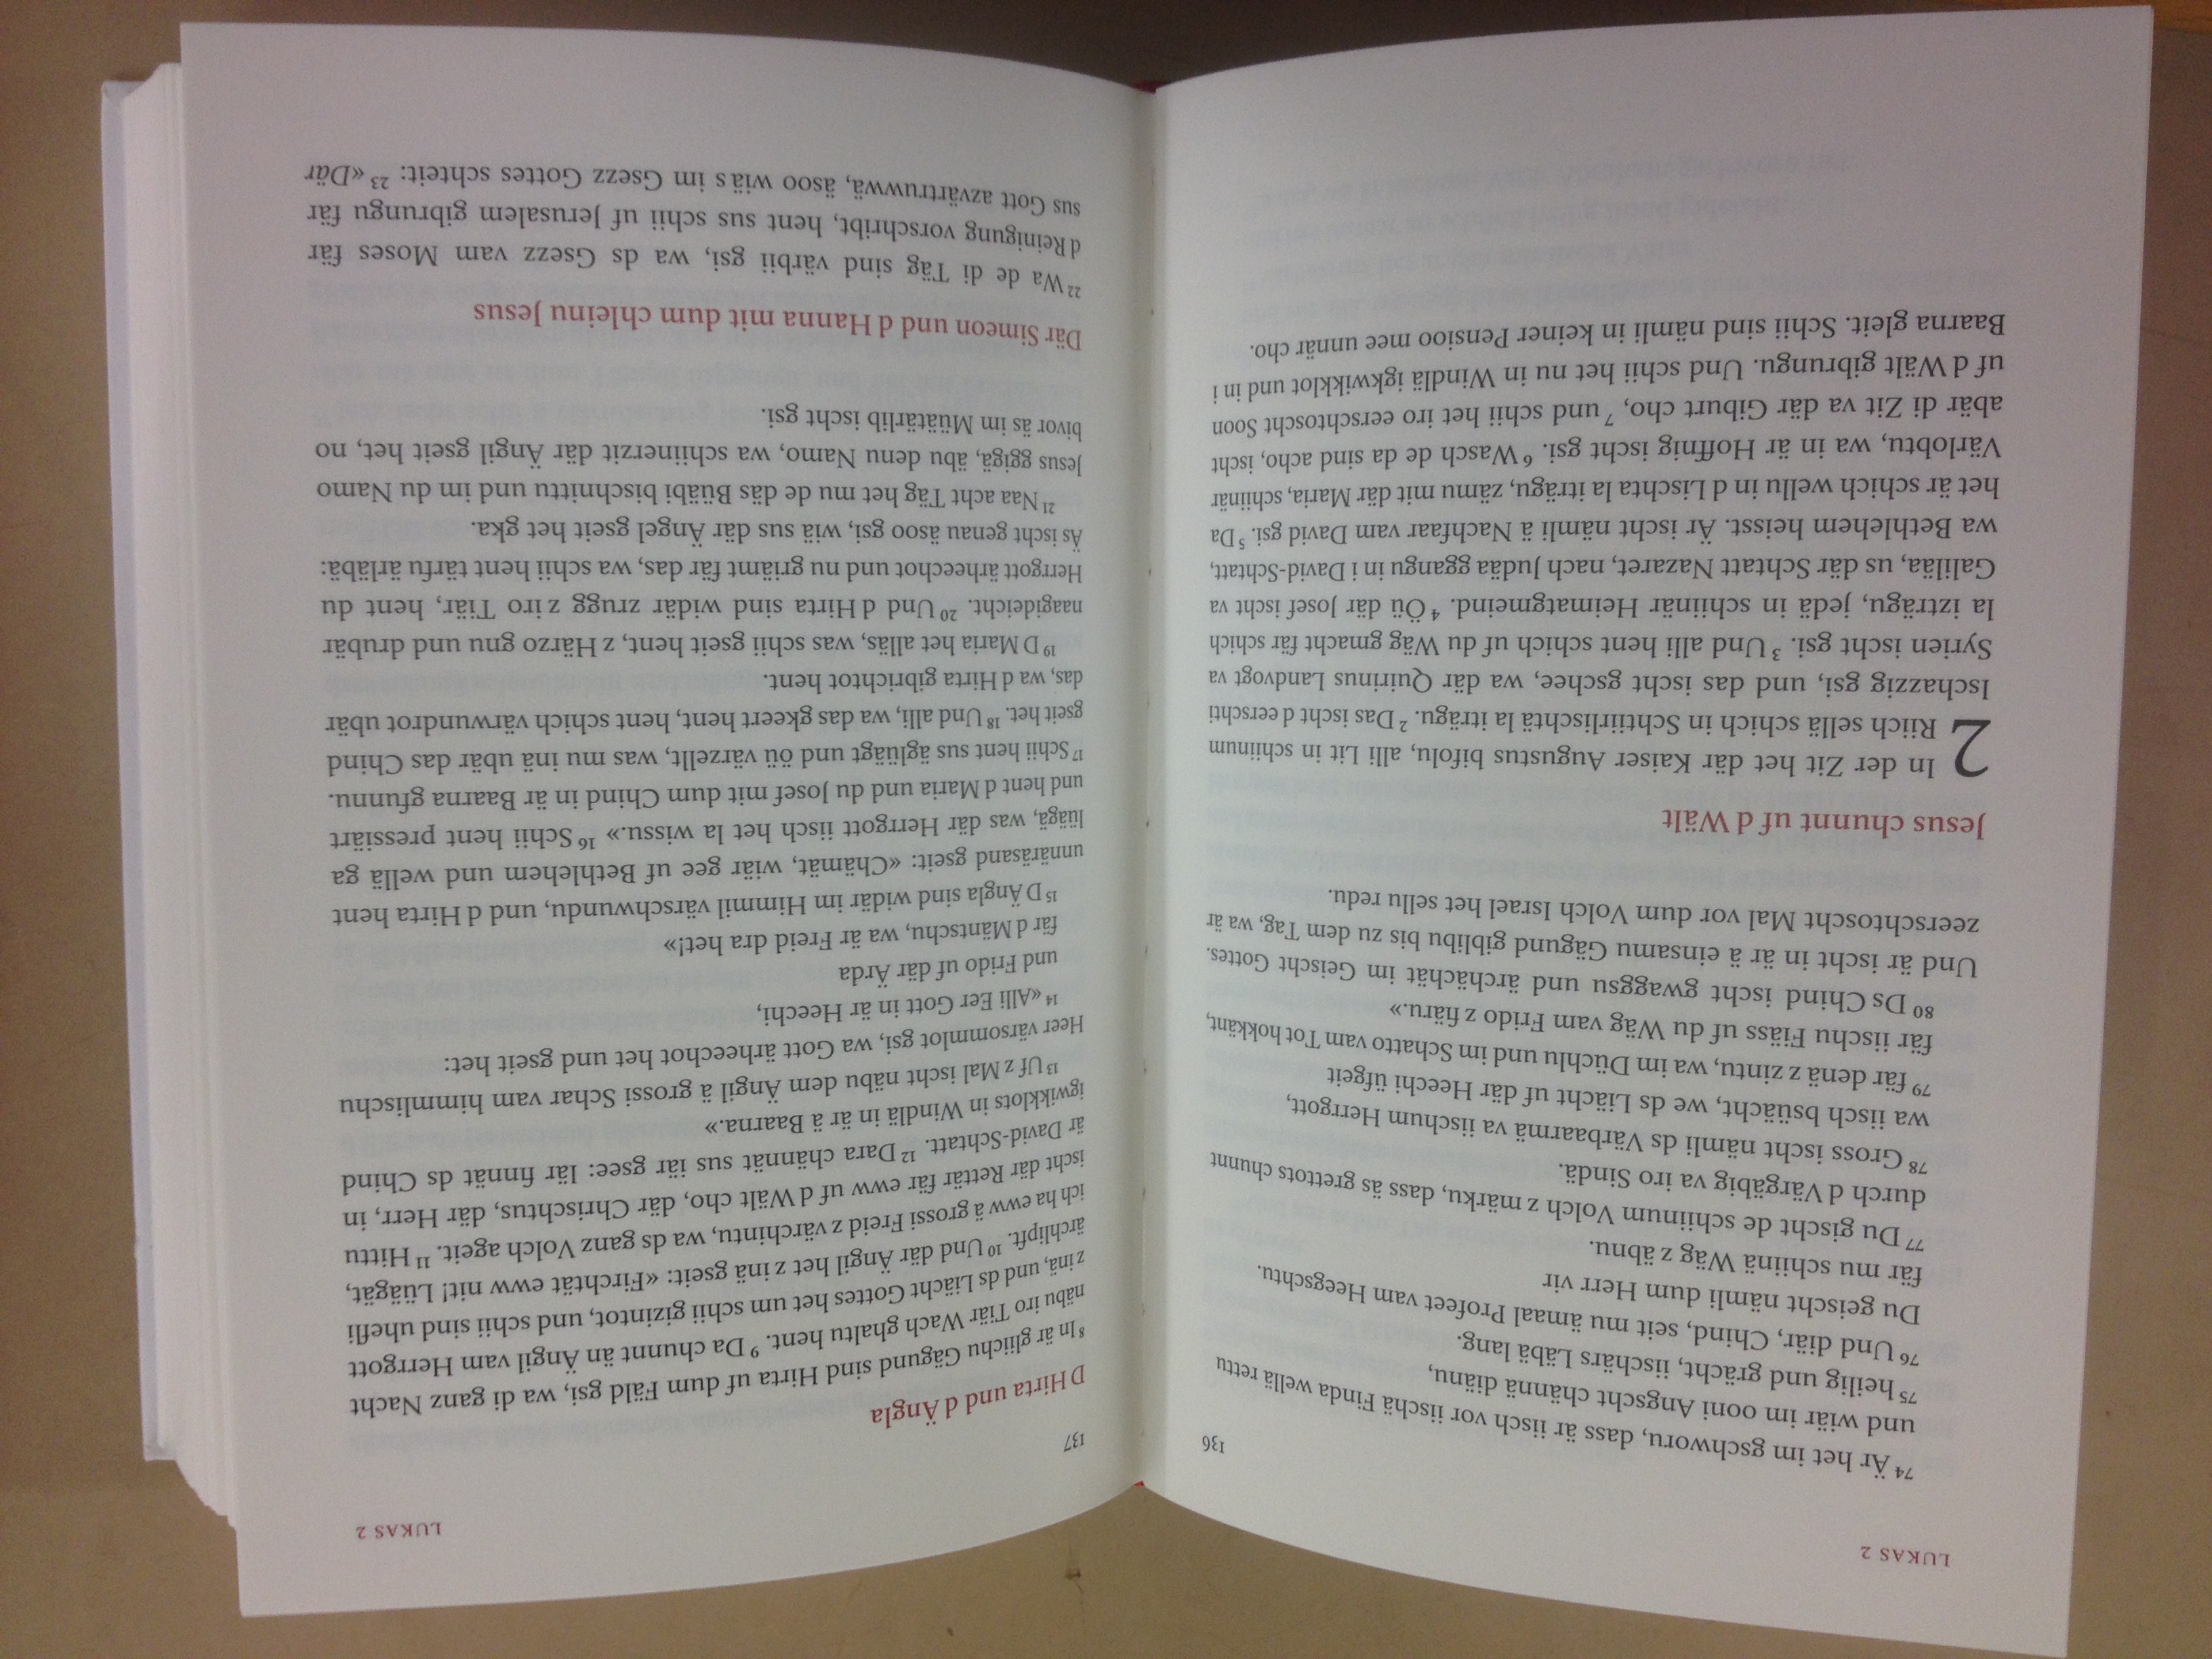 LUKAS 2
136
⁷⁴ Är het im gschworu, dass är iisch vor iischä Finda wellä rettu
und wiär im ooni Angscht chännä diänu,
⁷⁵ heilig und grächt, iischärs Läbä lang.
⁷⁶ Und diär, Chind, seit mu ämaal Profeet vam Heegschtu.
Du geischt nämli dum Herr vir
fär mu schiinä Wäg z äbnu.
⁷⁷ Du gischt de schiinum Volch z märku, dass äs grettots chunnt
durch d Värgäbig va iro Sindä.
⁷⁸ Gross ischt nämli ds Värbaarmä va iischum Herrgott,
wa iisch bsüächt, we ds Liächt uf där Heechi üfgeit
⁷⁹ fär denä z zintu, wa im Düchlu und im Schatto vam Tot hokkänt,
fär iischu Fiäss uf du Wäg vam Frido z fiäru.»
⁸⁰ Ds Chind ischt gwaggsu und ärchächät im Geischt Gottes.
Und är ischt in är ä einsamu Gägund giblibu bis zu dem Tag, wa är
zeerschtoscht Mal vor dum Volch Israel het sellu redu.
Jesus chunnt uf d Wält
2 In der Zit het där Kaiser Augustus bifolu, alli Lit in schiinum
Riich sellä schich in Schtiirlischtä la iträgu. ² Das ischt d eerschti
Ischazzig gsi, und das ischt gschee, wa där Quirinus Landvogt va
Syrien ischt gsi. ³ Und alli hent schich uf du Wäg gmacht fär schich
la izträgu, jedä in schiinär Heimatgmeind. ⁴ Öü där Josef ischt va
Galiläa, us där Schtatt Nazaret, nach Judäa ggangu in i David-Schtatt,
wa Bethlehem heisst. Är ischt nämli ä Nachfaar vam David gsi. ⁵ Da
het är schich wellu in d Lischta la iträgu, zämu mit där Maria, schiinär
Värlobtu, wa in är Hoffnig ischt gsi. ⁶ Wasch de da sind acho, ischt
abär di Zit va där Giburt cho, ⁷ und schii het iro eerschtoscht Soon
uf d Wält gibrungu. Und schii het nu in Windlä igkwikklot und in i
Baarna gleit. Schii sind nämli in keiner Pensioo mee unnär cho.
LUKAS 2
137
D Hirta und d Ängla
⁸ In är gliichu Gägund sind Hirta uf dum Fäld gsi, wa di ganz Nacht
näbu iro Tiär Wach ghaltu hent. ⁹ Da chunnt än Ängil vam Herrgott
z inä, und ds Liächt Gottes het um schii gizintot, und schii sind uhefli
ärchlipft. ¹⁰ Und där Ängil het z inä gseit: «Firchtät eww nit! Lüägät,
ich ha eww ä grossi Freid z värchintu, wa ds ganz Volch ageit. ¹¹ Hittu
ischt där Rettär fär eww uf d Wält cho, där Chrischtus, där Herr, in
är David-Schtatt. ¹² Dara chännät sus iär gsee: Iär finnät ds Chind
igwikklots in Windlä in är ä Baarna.»
¹³ Uf z Mal ischt näbu dem Ängil ä grossi Schar vam himmlischu
Heer värsommlot gsi, wa Gott ärheechot het und gseit het:
¹⁴ «Alli Eer Gott in är Heechi,
und Frido uf där Ärda
fär d Mäntschu, wa är Freid dra het!»
¹⁵ D Ängla sind widär im Himmil värschwundu, und d Hirta hent
unnäräsand gseit: «Chämät, wiär gee uf Bethlehem und wellä ga
lüägä, was där Herrgott iisch het la wissu.» ¹⁶ Schii hent pressiärt
und hent d Maria und du Josef mit dum Chind in är Baarna gfunnu.
¹⁷ Schii hent sus äglüägt und öü värzellt, was mu inä ubär das Chind
gseit het. ¹⁸ Und alli, wa das gkeert hent, hent schich värwundrot ubär
das, wa d Hirta gibrichtot hent.
¹⁹ D Maria het alläs, was schii gseit hent, z Härzo gnu und drubär
naagideicht. ²⁰ Und d Hirta sind widär zrugg z iro Tiär, hent du
Herrgott ärheechot und nu griämt fär das, wa schii hent tärfu ärläbä:
Äs ischt genau äsoo gsi, wiä sus där Ängel gseit het gka.
²¹ Naa acht Täg het mu de däs Büäbi bischnittu und im du Namo
Jesus ggigä, äbu denu Namo, wa schiinerzit där Ängil gseit het, no
bivor äs im Müätärlib ischt gsi.
Där Simeon und d Hanna mit dum chleinu Jesus
²² Wa de di Täg sind värbii gsi, wa ds Gsezz vam Moses fär
d Reinigung vorschribt, hent sus schii uf Jerusalem gibrungu fär
sus Gott azvärtruwwä, äsoo wiä s im Gsezz Gottes schteit: ²³ «Där